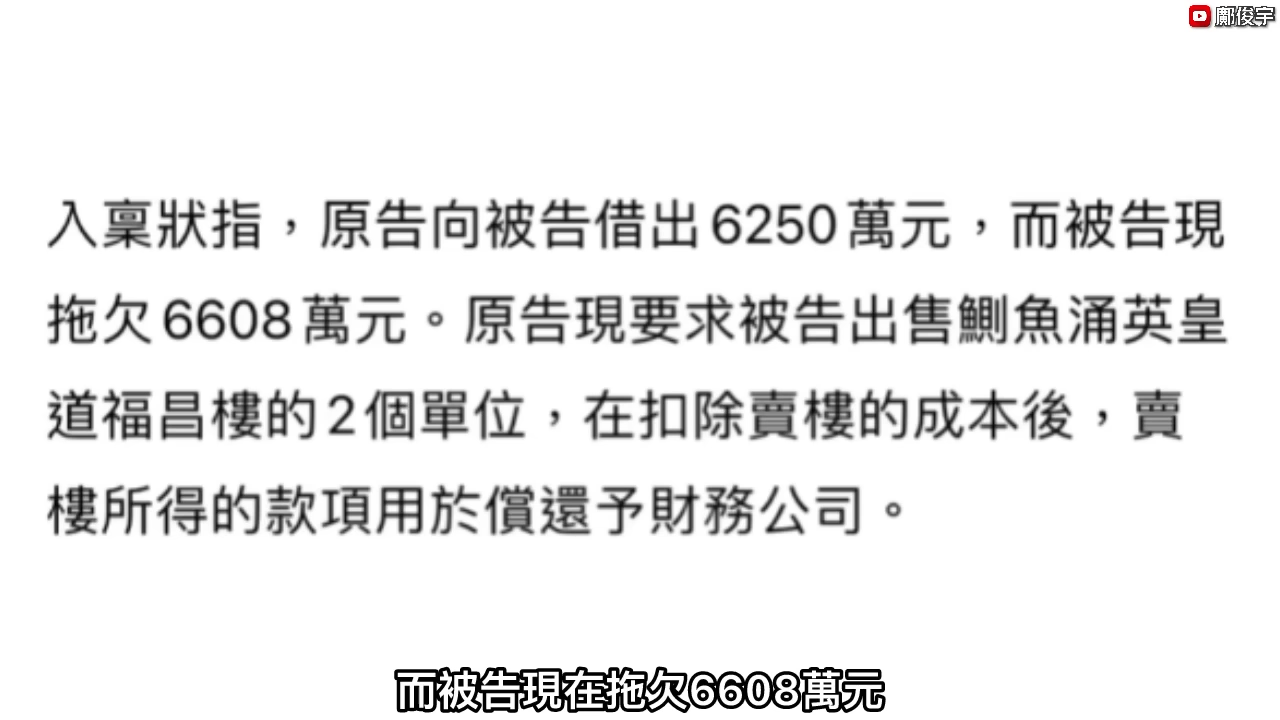 鄺俊宇
入稟狀指，原告向被告借出6250萬元，而被告現
拖欠6608萬元。原告現要求被告出售鰂魚涌英皇
道福昌樓的2個單位，在扣除賣樓的成本後，賣
樓所得的款項用於償還予財務公司。
而被告現在拖欠6608萬元